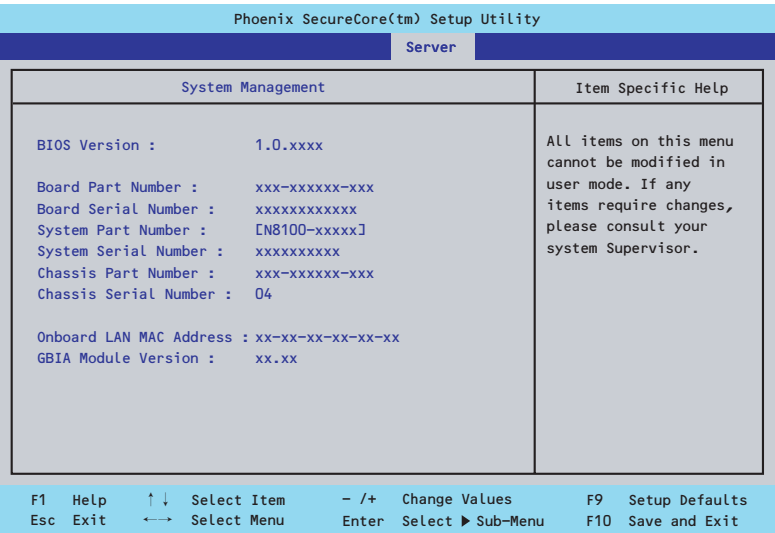 Phoenix SecureCore(tm) Setup Utility
Server
System Management
Item Specific Help
BIOS Version : 1.0.xxxx
Board Part Number : xxx-xxxxxx-xxx
Board Serial Number : xxxxxxxxxxxx
System Part Number : [N8100-xxxxx]
System Serial Number : xxxxxxxxxx
Chassis Part Number : xxx-xxxxxx-xxx
Chassis Serial Number : 04
Onboard LAN MAC Address : xx-xx-xx-xx-xx-xx
GBIA Module Version : xx.xx
All items on this menu
cannot be modified in
user mode. If any
items require changes,
please consult your
system Supervisor.
F1 Help ↑↓ Select Item - /+ Change Values F9 Setup Defaults
Esc Exit ←→ Select Menu Enter Select ▶ Sub-Menu F10 Save and Exit